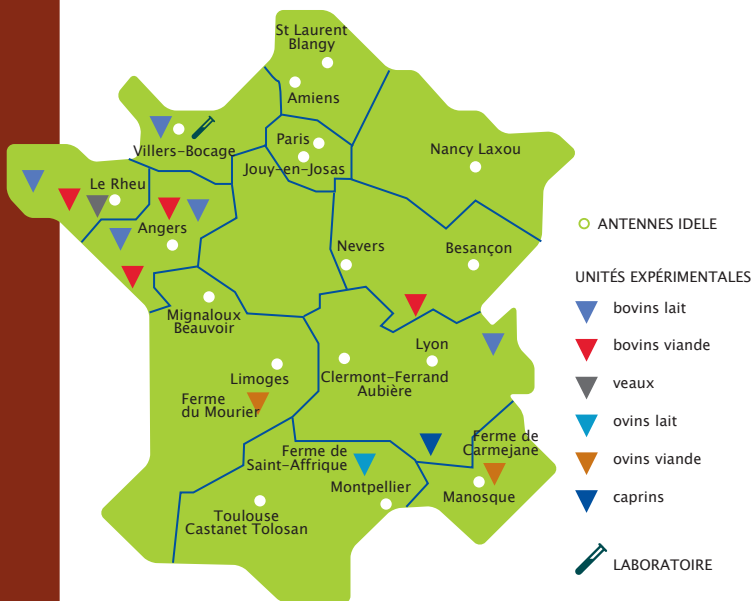 St Laurent
Blangy
Amiens
Villers-Bocage
Paris
Jouy-en-Josas
Nancy Laxou
Le Rheu
Angers
Nevers
Besançon
Mignaloux
Beauvoir
Lyon
Limoges
Clermont-Ferrand
Aubière
Ferme
du Mourier
Ferme de
Saint-Affrique
Ferme de
Carmejane
Montpellier
Manosque
Toulouse
Castanet Tolosan
ANTENNES IDELE
UNITÉS EXPÉRIMENTALES
bovins lait
bovins viande
veaux
ovins lait
ovins viande
caprins
LABORATOIRE